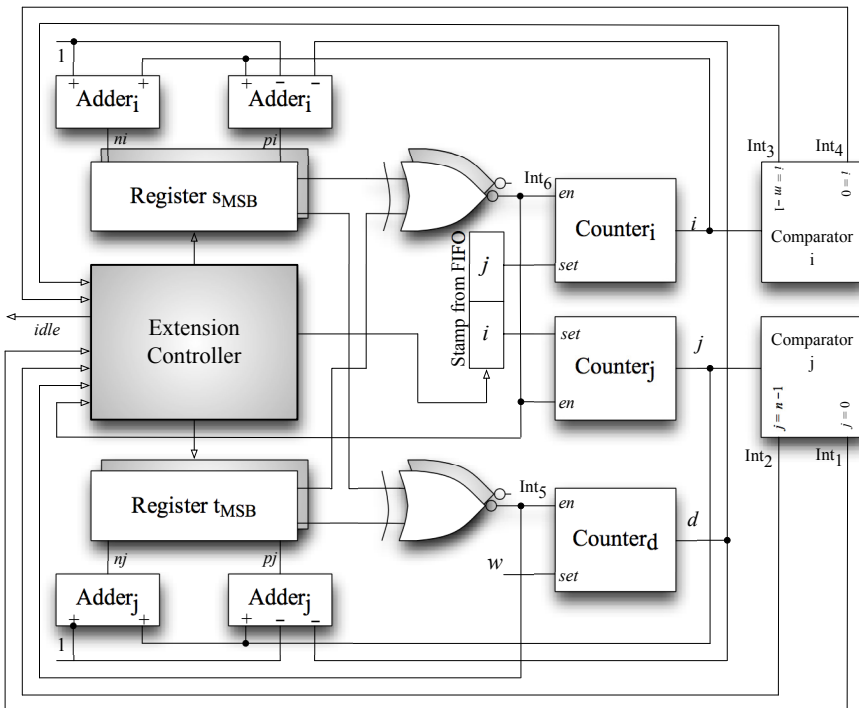 1
+
+
Adder_i
+
−
−
Adder_i
ni
pi
Register s_MSB
Int_6
en
Counter_i
set
i
Int_3
Int_4
i = m −1
i = 0
Comparator
i
Stamp from FIFO
j
i
idle
Extension
Controller
set
Counter_j
en
j
Comparator
j
j = n −1
j = 0
Int_2
Int_1
Register t_MSB
nj
pj
Int_5
en
Counter_d
set
w
d
Adder_j
+
+
Adder_j
+
−
−
1